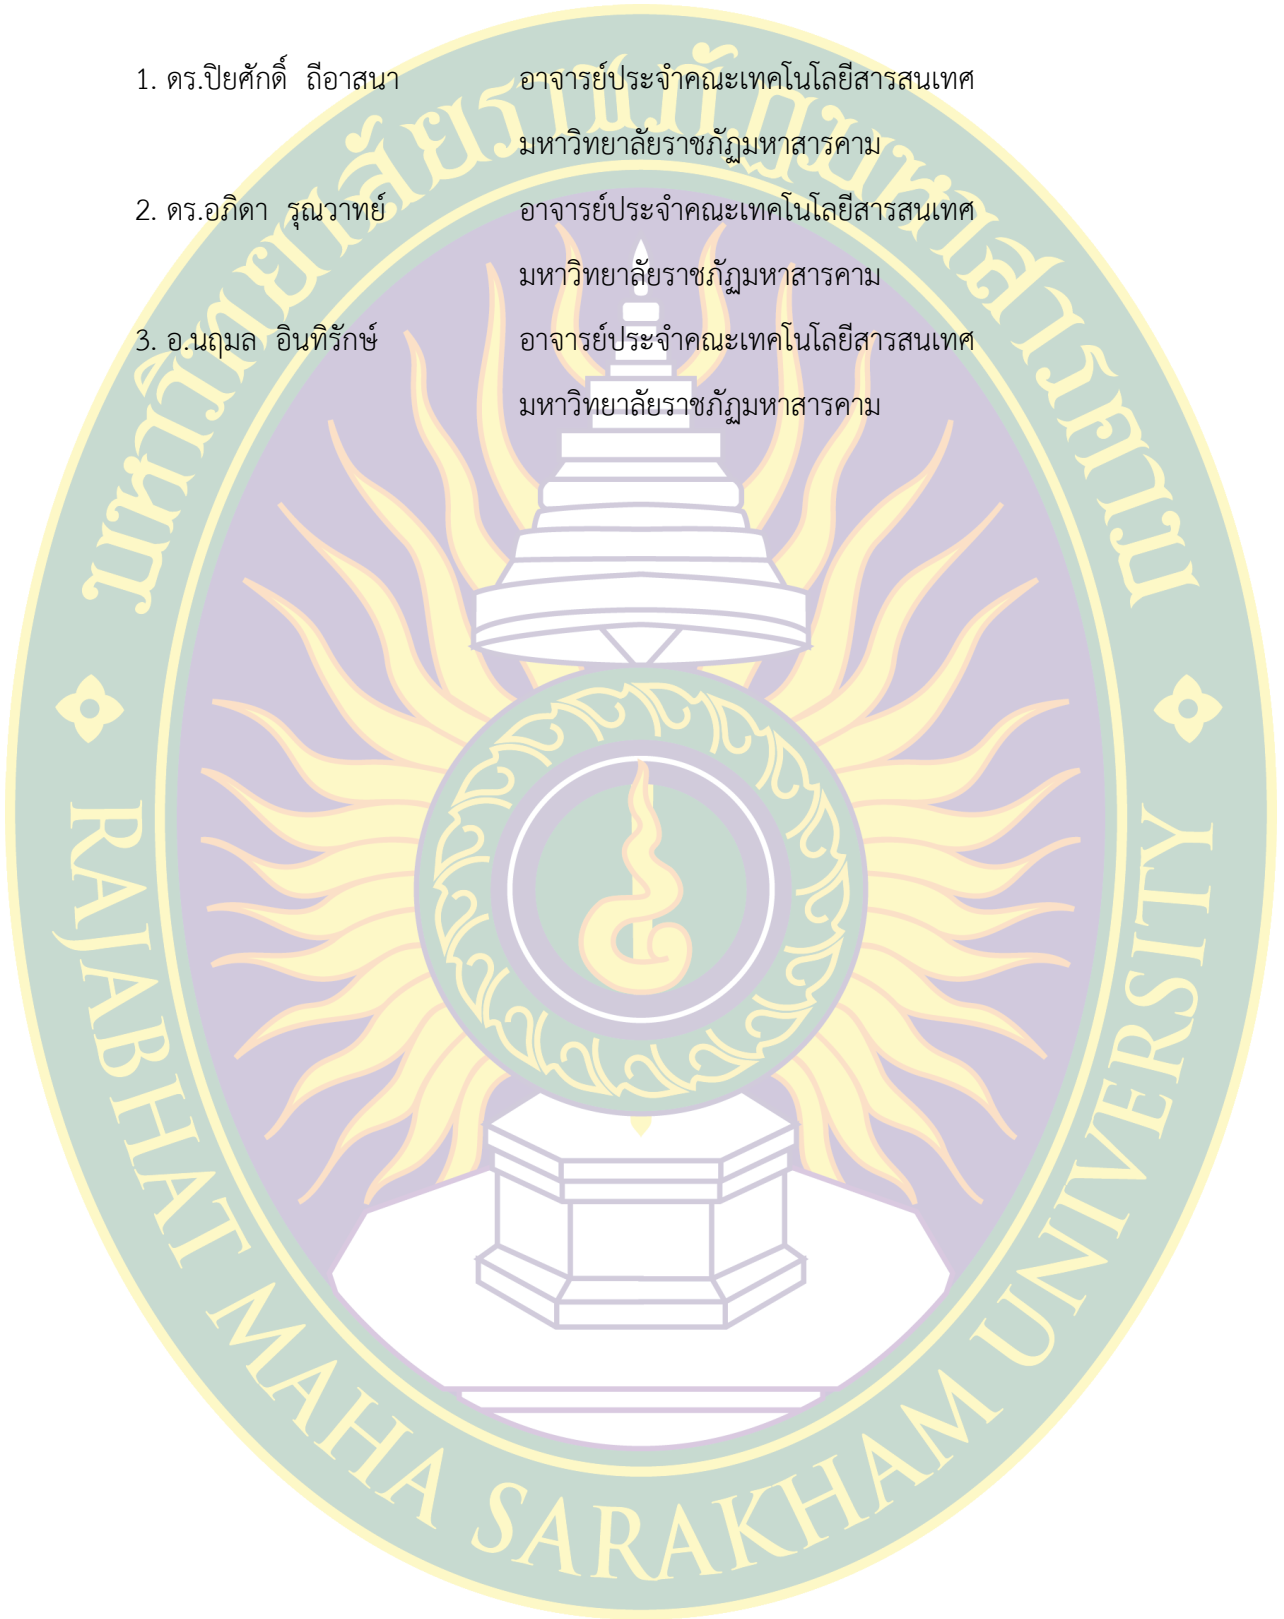 1. ดร.ปิยศักดิ์ ถีอาสนา อาจารย์ประจำคณะเทคโนโลยีสารสนเทศ
มหาวิทยาลัยราชภัฏมหาสารคาม
2. ดร.อภิดา รุณวาทย์ อาจารย์ประจำคณะเทคโนโลยีสารสนเทศ
มหาวิทยาลัยราชภัฏมหาสารคาม
3. อ.นฤมล อินทิรักษ์ อาจารย์ประจำคณะเทคโนโลยีสารสนเทศ
มหาวิทยาลัยราชภัฏมหาสารคาม
มหาวิทยาลัยราชภัฏมหาสารคาม
RAJABHAT MAHA SARAKHAM UNIVERSITY